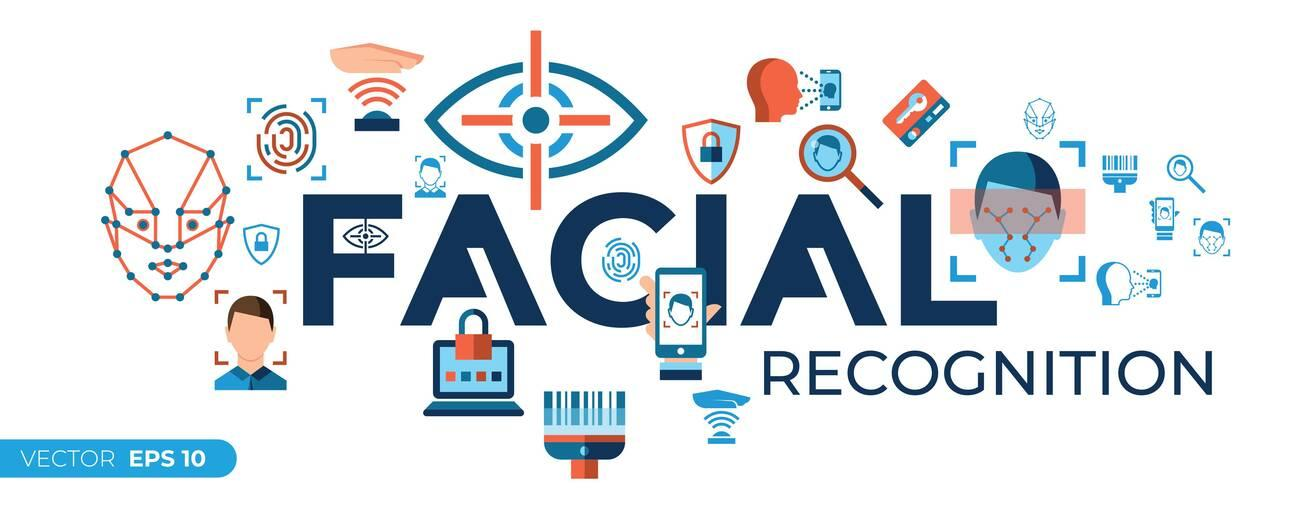 FACIAL
RECOGNITION
VECTOR EPS 10